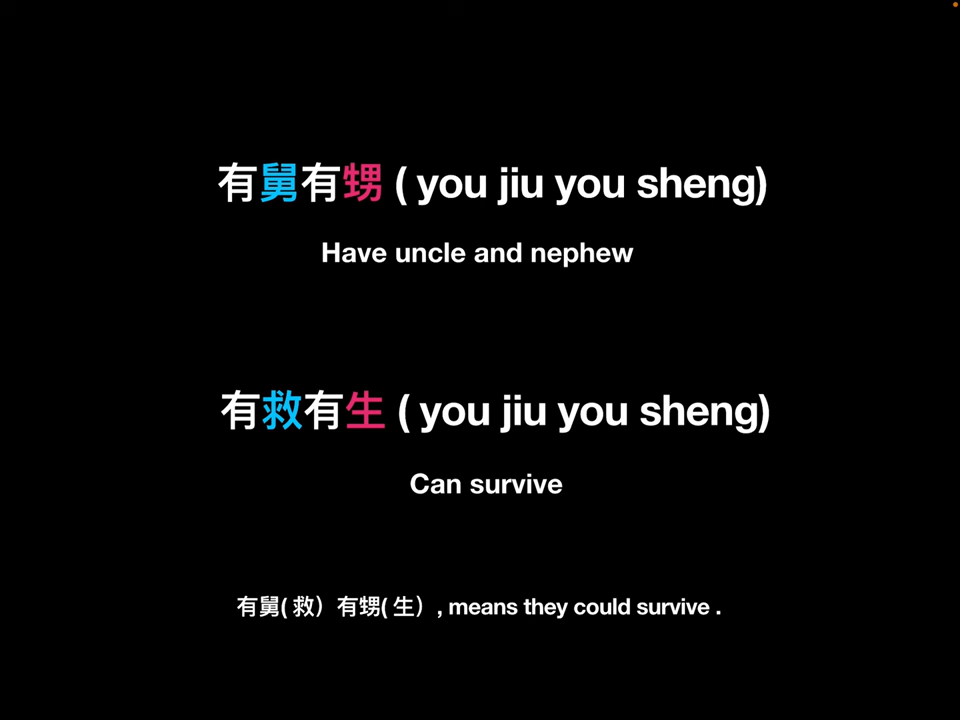 有舅有甥 ( you jiu you sheng)
Have uncle and nephew
有救有生 ( you jiu you sheng)
Can survive
有舅( 救）有甥( 生）, means they could survive .